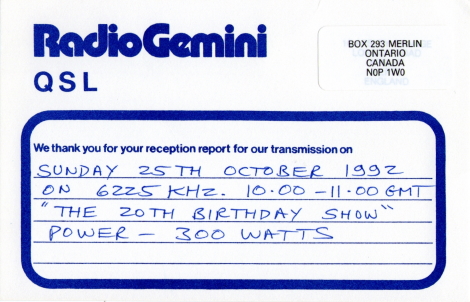 Radio Gemini
QSL
BOX 293 MERLIN
ONTARIO
CANADA
N0P 1W0
We thank you for your reception report for our transmission on
SUNDAY 25TH OCTOBER 1992
ON 6225 KHZ. 10·00 - 11·00 GMT
"THE 20TH BIRTHDAY SHOW"
POWER - 300 WATTS